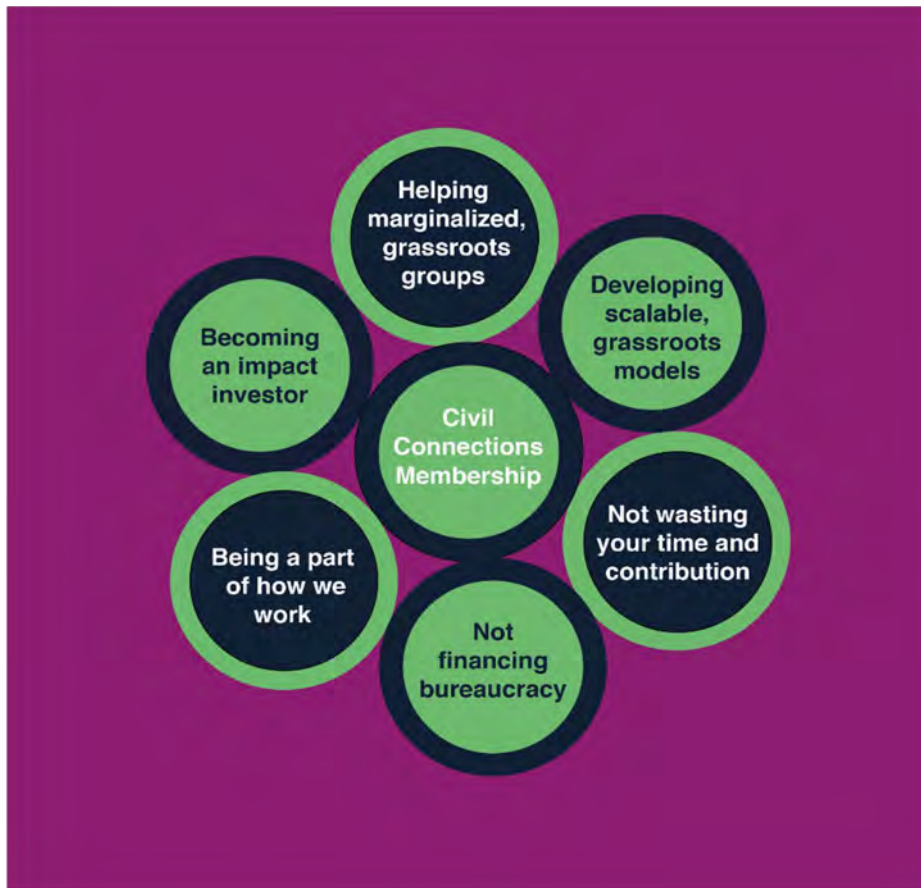 Helping
marginalized,
grassroots
groups
Developing
scalable,
grassroots
models
Becoming
an impact
investor
Civil
Connections
Membership
Not wasting
your time and
contribution
Being a part
of how we
work
Not
financing
bureaucracy